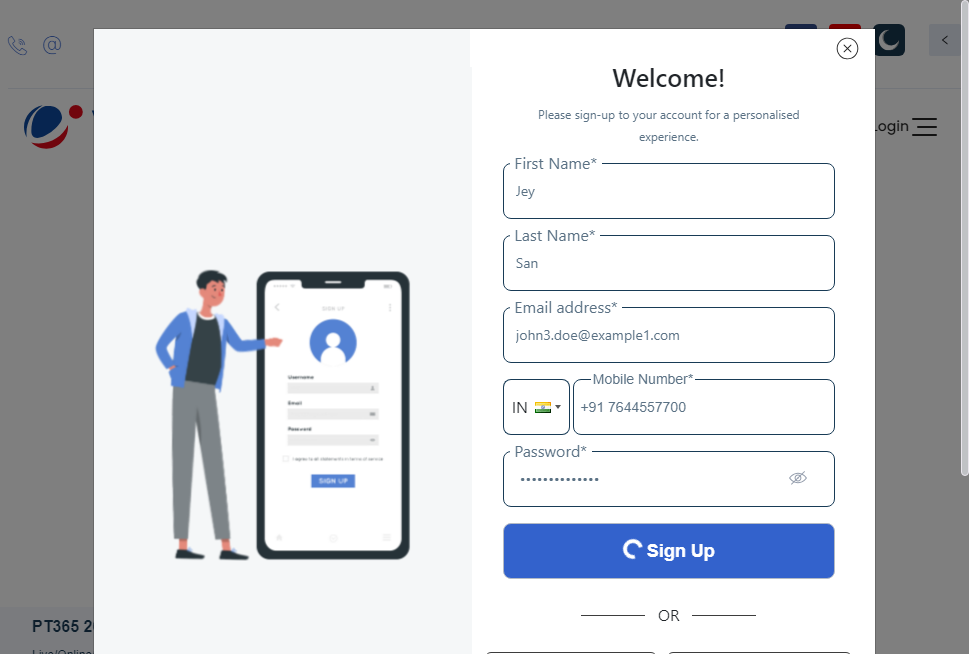 Welcome!
Please sign-up to your account for a personalised
experience.
First Name*
Jey
Last Name*
San
Email address*
john3.doe@example1.com
Mobile Number*
IN
+91 7644557700
Password*
••••••••••••••
Sign Up
OR
Login
SIGN UP
Username
Email
Password
I agree to all statements in terms of service
SIGN UP
PT365 2